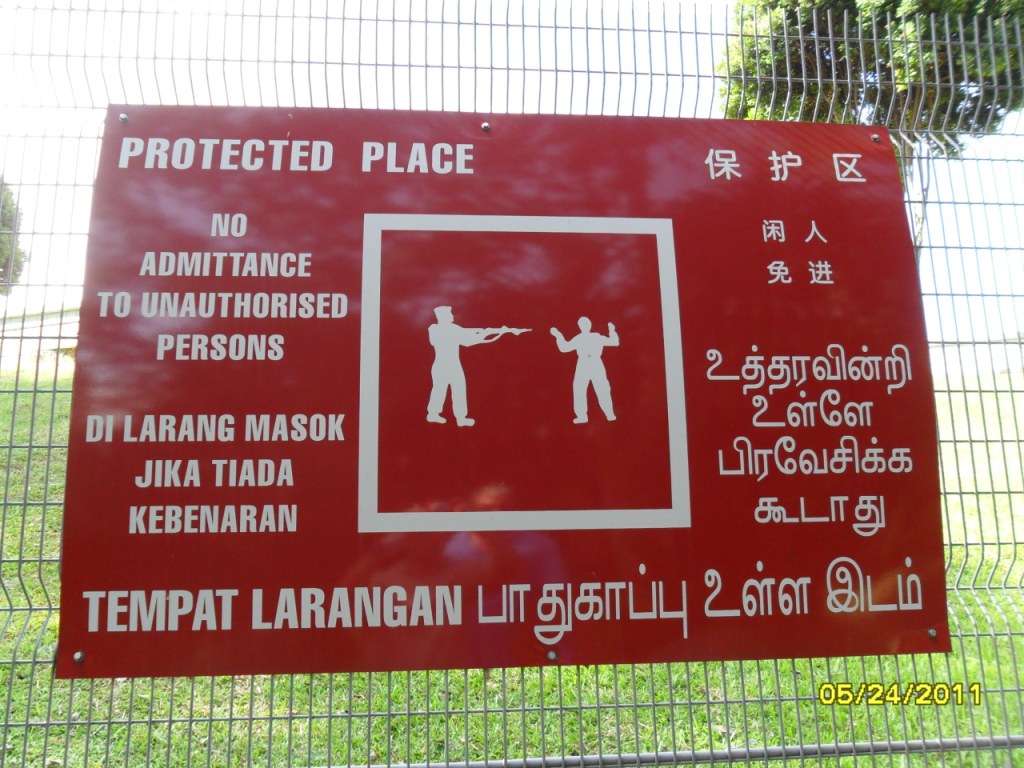 PROTECTED PLACE
保护区
NO
ADMITTANCE
TO UNAUTHORISED
PERSONS
DI LARANG MASOK
JIKA TIADA
KEBENARAN
闲人
免进
உத்தரவின்றி
உள்ளே
பிரவேசிக்க
கூடாது
TEMPAT LARANGAN பாதுகாப்பு உள்ள இடம்
05/24/2011